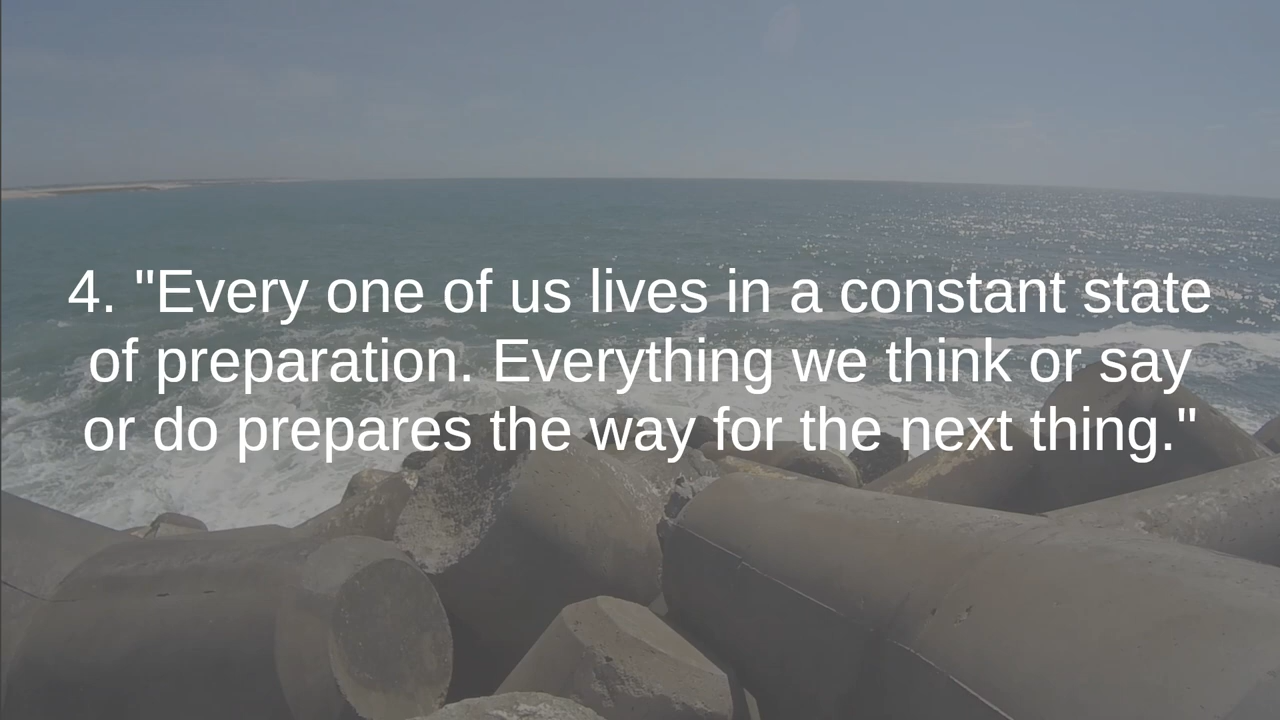 4. "Every one of us lives in a constant state
of preparation. Everything we think or say
or do prepares the way for the next thing."